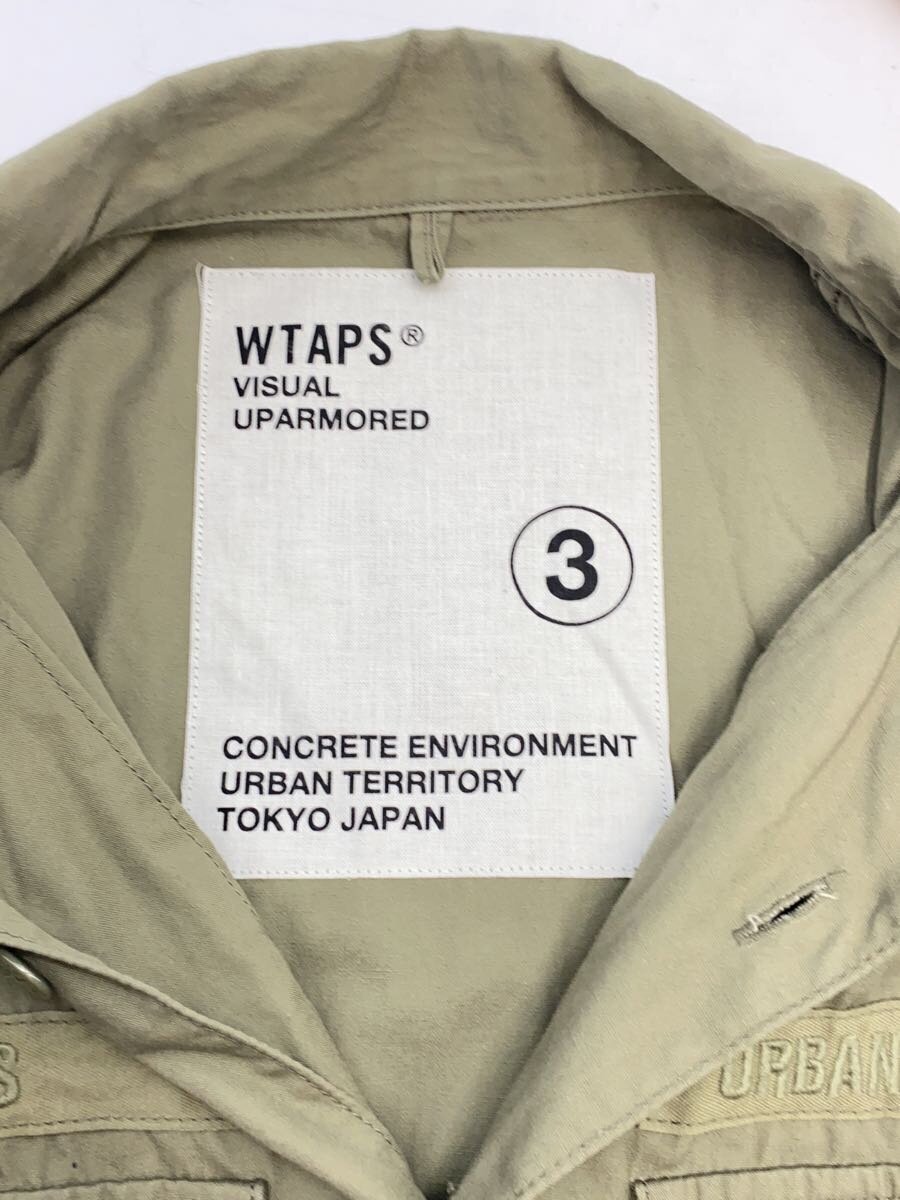 WTAPS®
VISUAL
UPARMORED
3
CONCRETE ENVIRONMENT
URBAN TERRITORY
TOKYO JAPAN
S
URBAN